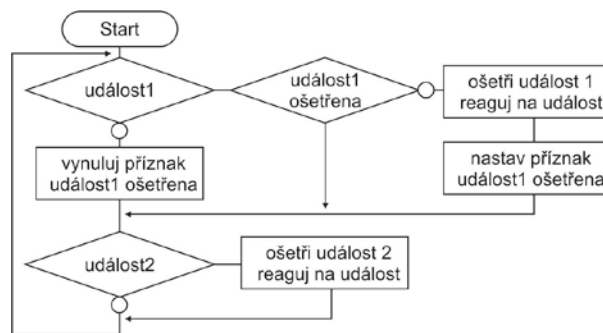 Start
událost1
událost1
ošetřena
ošetři událost 1
reaguj na událost
vynuluj příznak
událost1 ošetřena
nastav příznak
událost1 ošetřena
událost2
ošetři událost 2
reaguj na událost